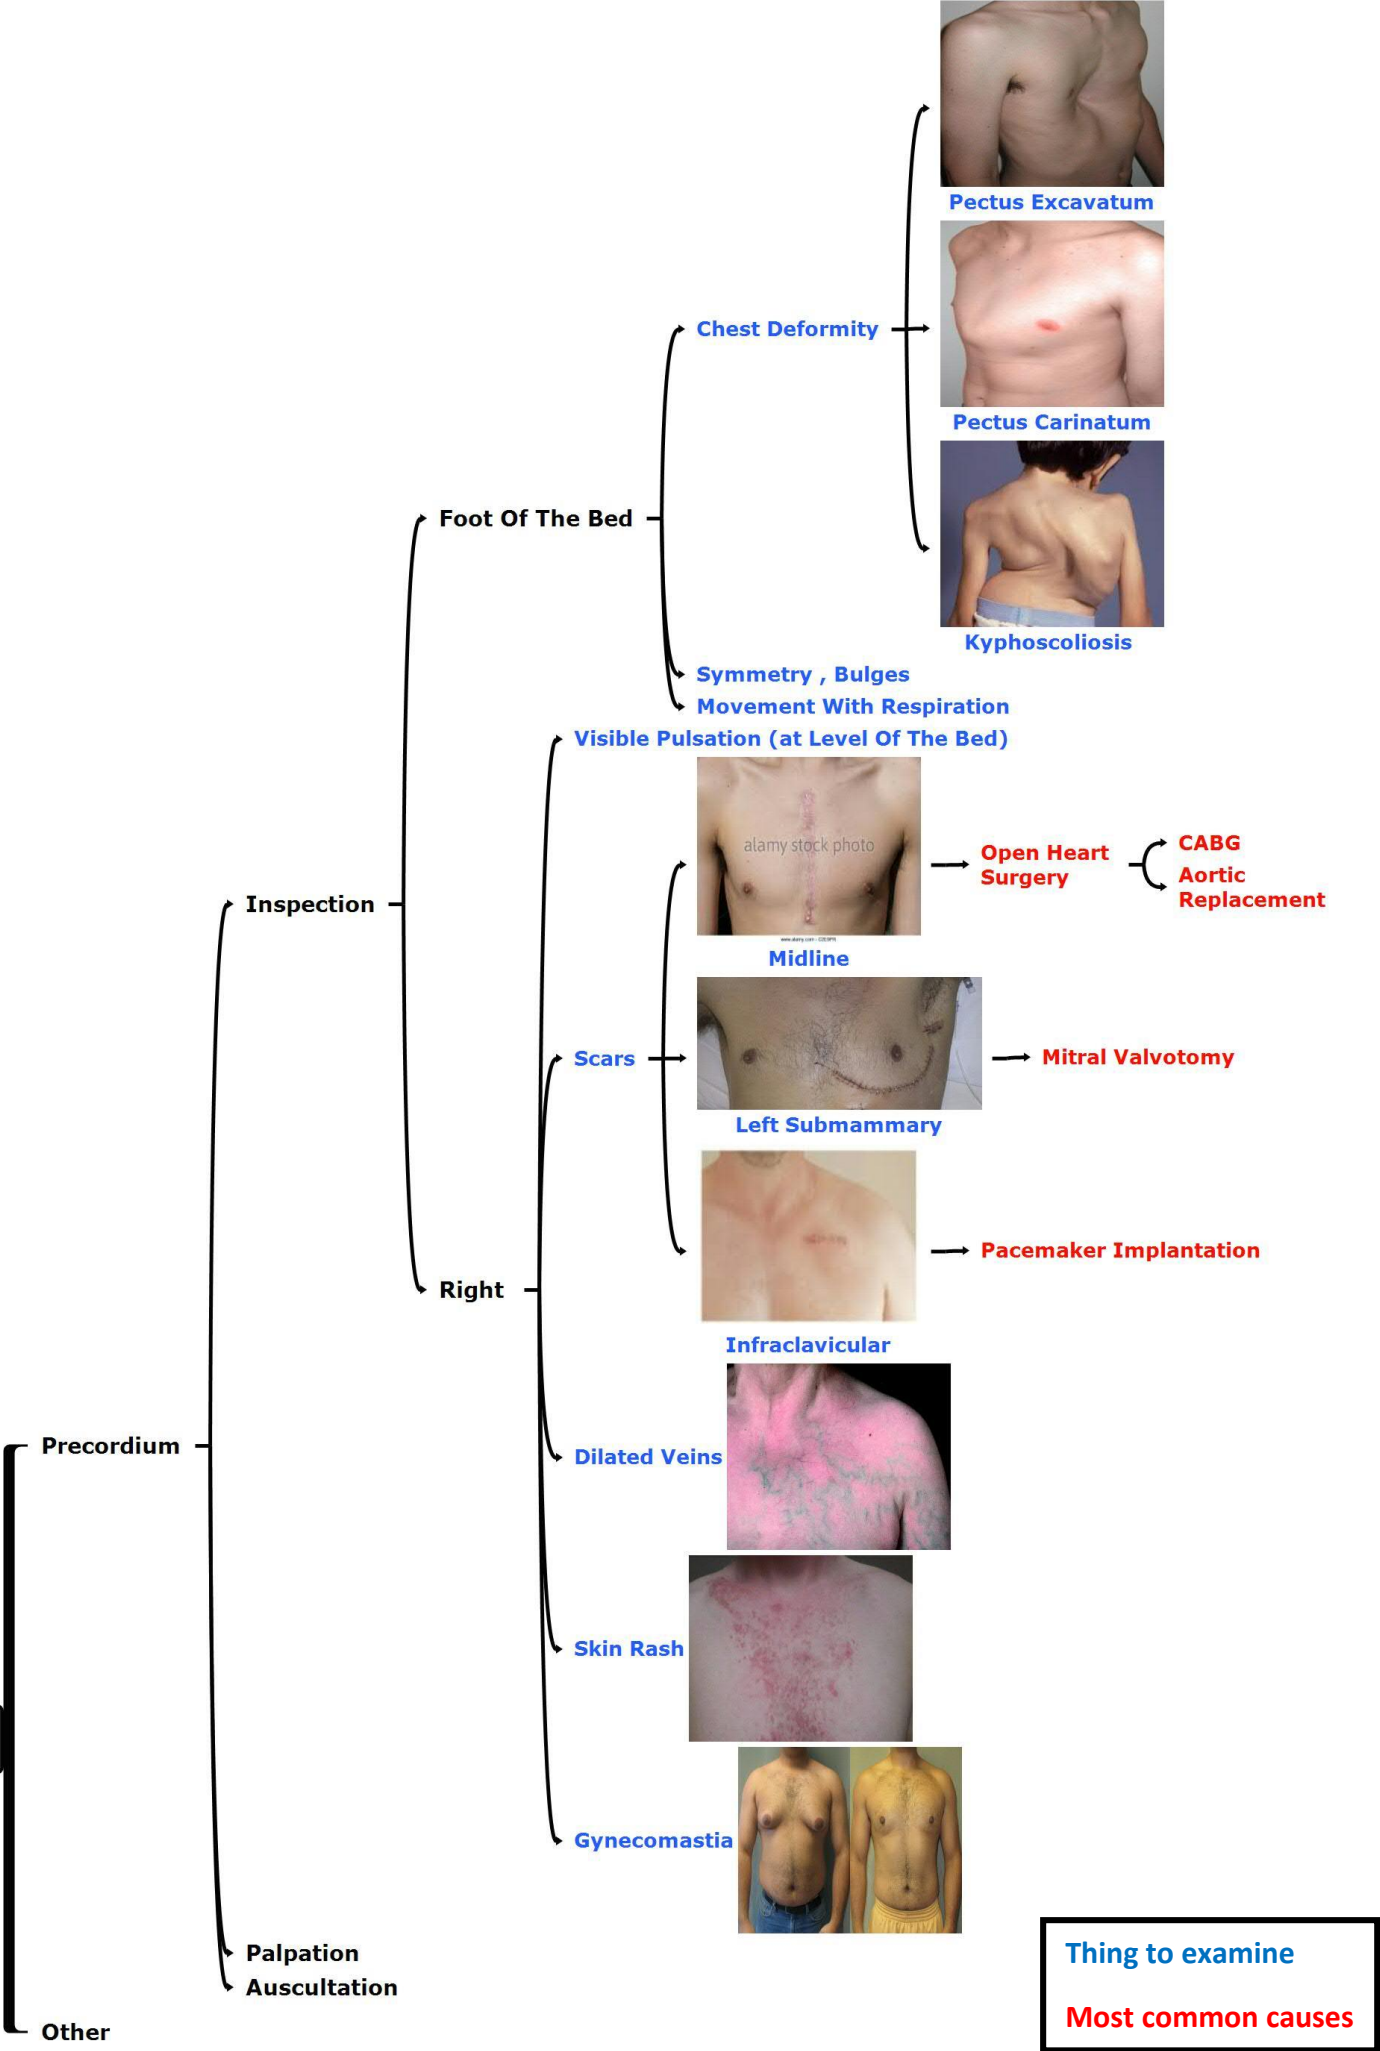 Pectus Excavatum
Pectus Carinatum
Chest Deformity
Kyphoscoliosis
Foot Of The Bed
Symmetry , Bulges
Movement With Respiration
Visible Pulsation (at Level Of The Bed)
alamy stock photo
Midline
Open Heart
Surgery
CABG
Aortic
Replacement
Inspection
Scars
Left Submammary
Mitral Valvotomy
Right
Infraclavicular
Pacemaker Implantation
Precordium
Dilated Veins
Skin Rash
Gynecomastia
Palpation
Auscultation
Other
Thing to examine
Most common causes